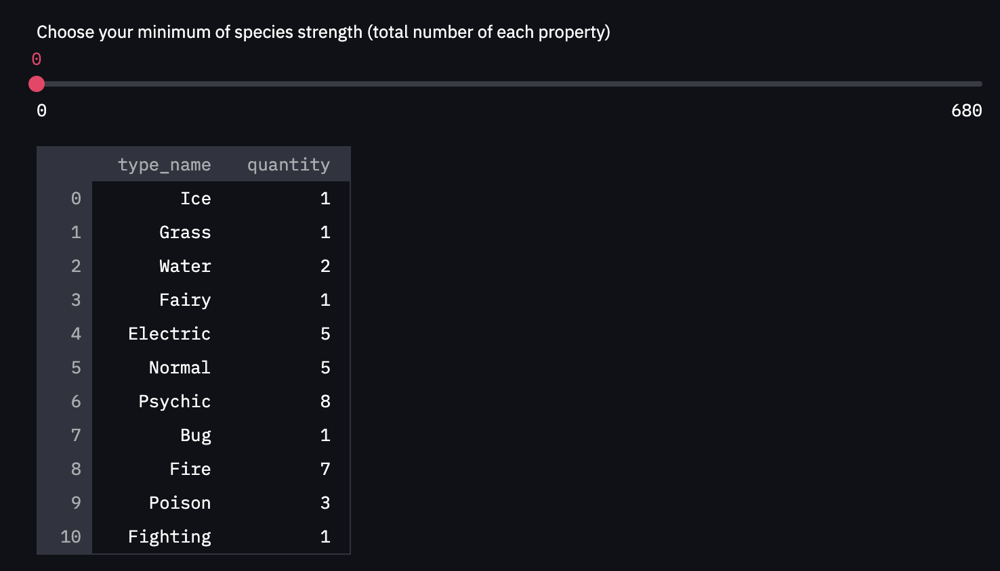 Choose your minimum of species strength (total number of each property)
0
0 680
type_name quantity
0 Ice 1
1 Grass 1
2 Water 2
3 Fairy 1
4 Electric 5
5 Normal 5
6 Psychic 8
7 Bug 1
8 Fire 7
9 Poison 3
10 Fighting 1